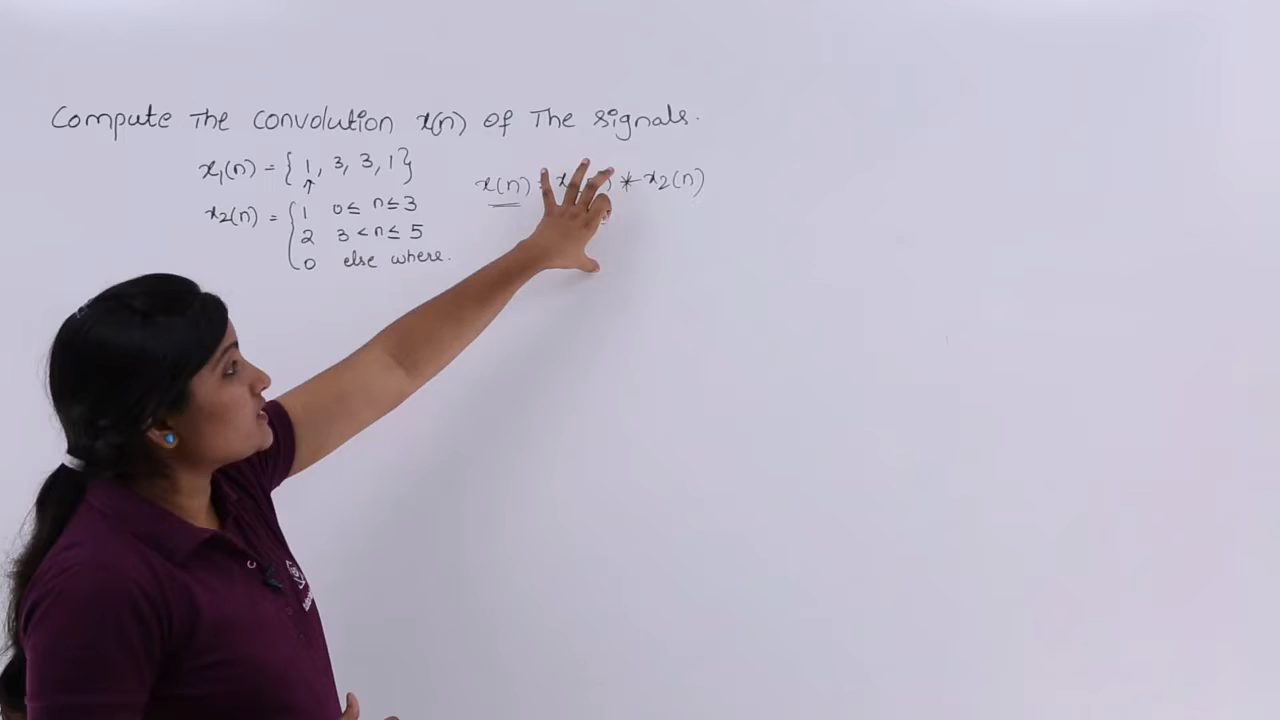 Compute The Convolution x(n) of The Signals.
x₁(n) = { 1, 3, 3, 1 }
↑
x₂(n) = { 1 0 ≤ n ≤ 3
2 3 < n ≤ 5
0 else where.
x(n) = x * x₂(n)